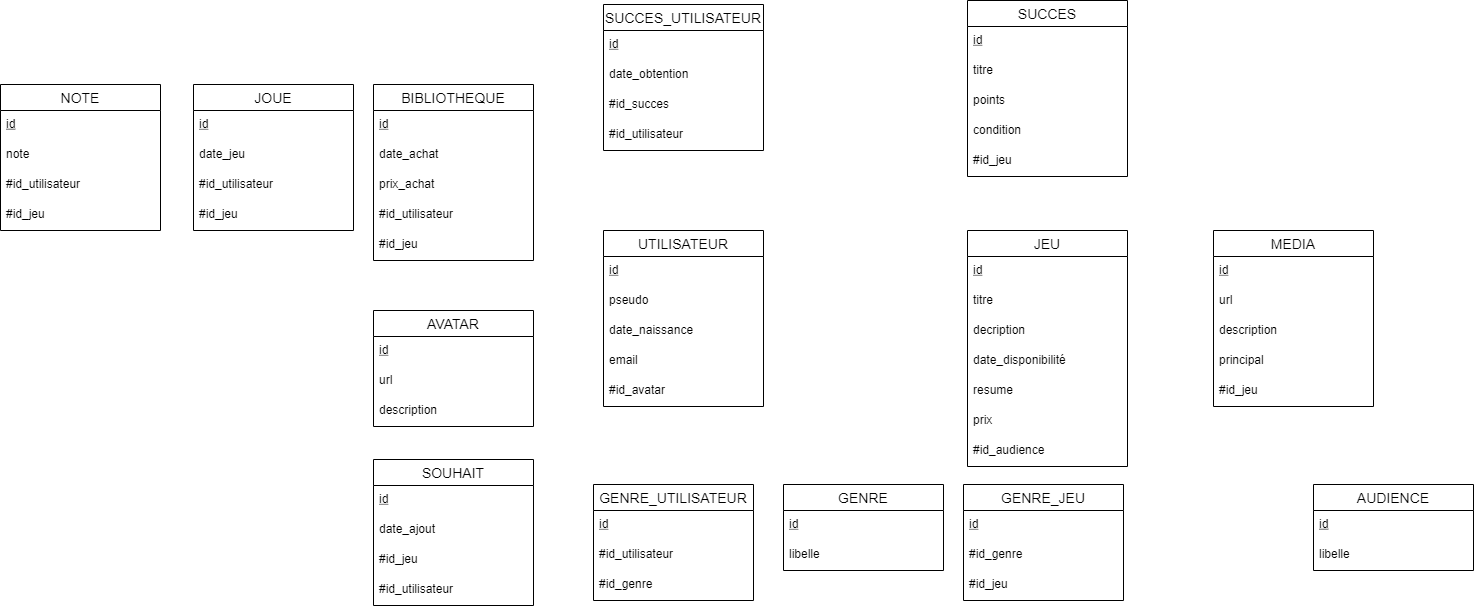 NOTE
id
note
#id_utilisateur
#id_jeu
JOUE
id
date_jeu
#id_utilisateur
#id_jeu
BIBLIOTHEQUE
id
date_achat
prix_achat
#id_utilisateur
#id_jeu
SUCCES_UTILISATEUR
id
date_obtention
#id_succes
#id_utilisateur
SUCCES
id
titre
points
condition
#id_jeu
AVATAR
id
url
description
UTILISATEUR
id
pseudo
date_naissance
email
#id_avatar
JEU
id
titre
decription
date_disponibilité
resume
prix
#id_audience
MEDIA
id
url
description
principal
#id_jeu
SOUHAIT
id
date_ajout
#id_jeu
#id_utilisateur
GENRE_UTILISATEUR
id
#id_utilisateur
#id_genre
GENRE
id
libelle
GENRE_JEU
id
#id_genre
#id_jeu
AUDIENCE
id
libelle